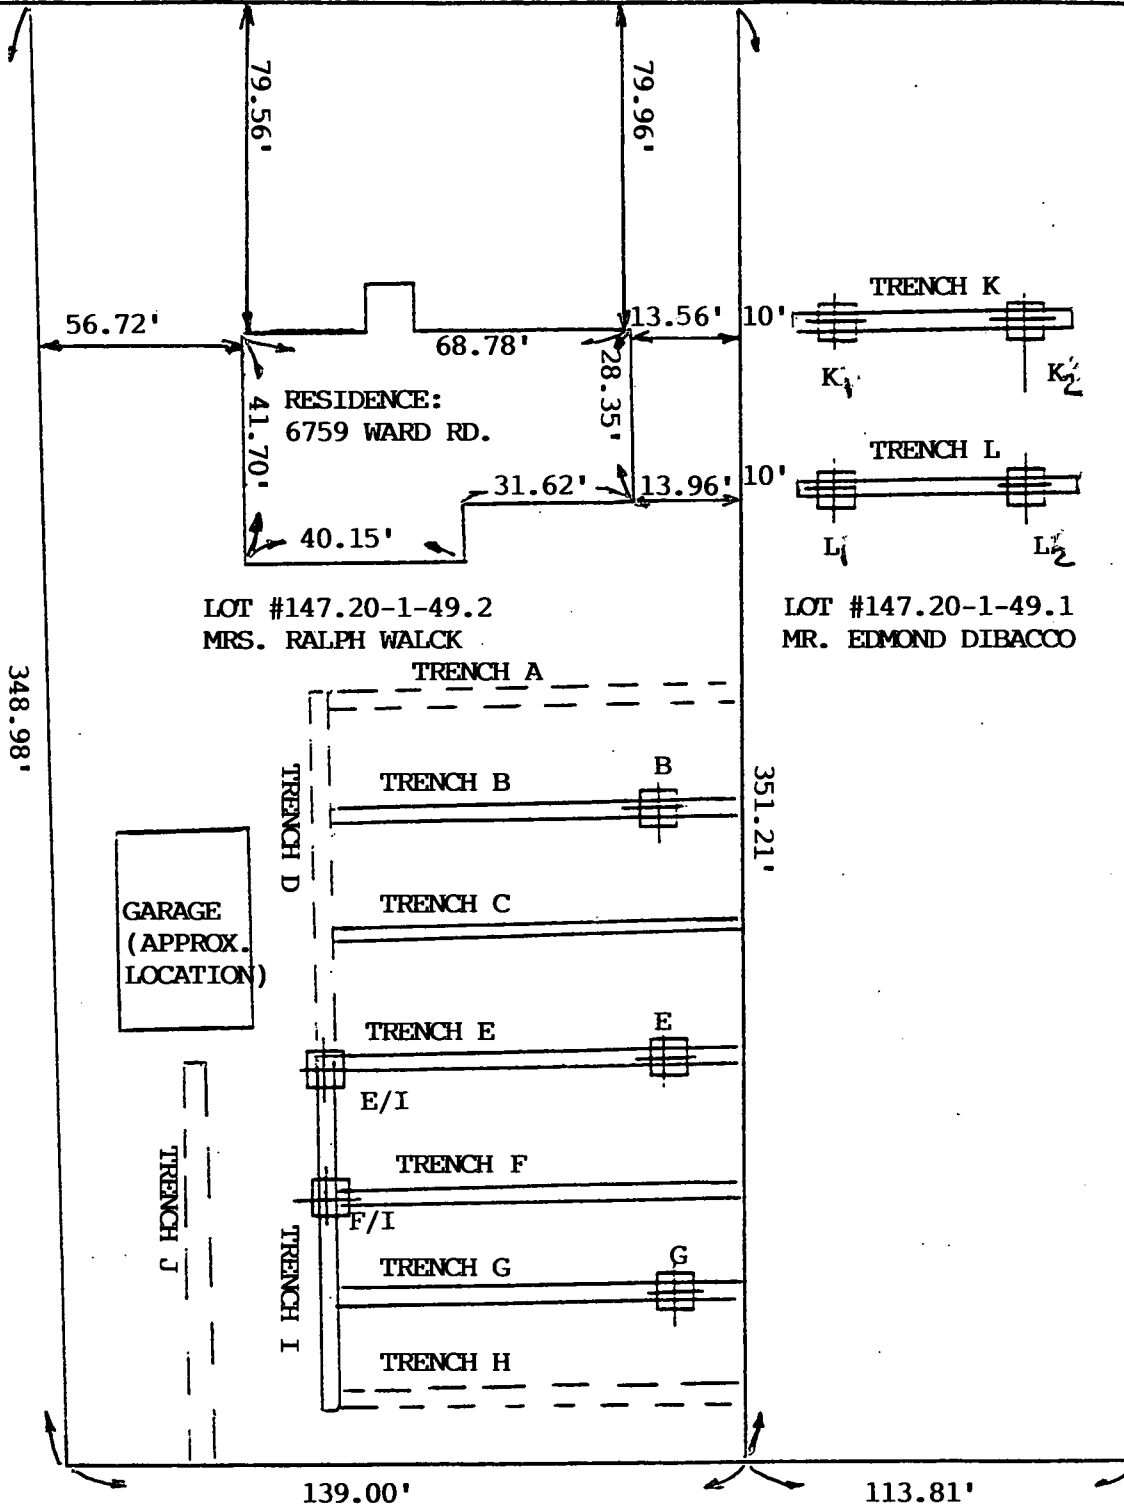 79.56'
79.96'
TRENCH K
56.72'
68.78'
13.56'
10'
K1
K2
28.35'
41.70'
RESIDENCE:
6759 WARD RD.
TRENCH L
31.62'
13.96'
10'
L1
L2
40.15'
LOT #147.20-1-49.2
MRS. RALPH WALCK
LOT #147.20-1-49.1
MR. EDMOND DIBACCO
348.98'
TRENCH A
TRENCH D
TRENCH B
B
351.21'
TRENCH C
GARAGE
(APPROX.
LOCATION)
TRENCH E
E
E/I
TRENCH J
TRENCH F
F/I
TRENCH I
TRENCH G
G
TRENCH H
139.00'
113.81'